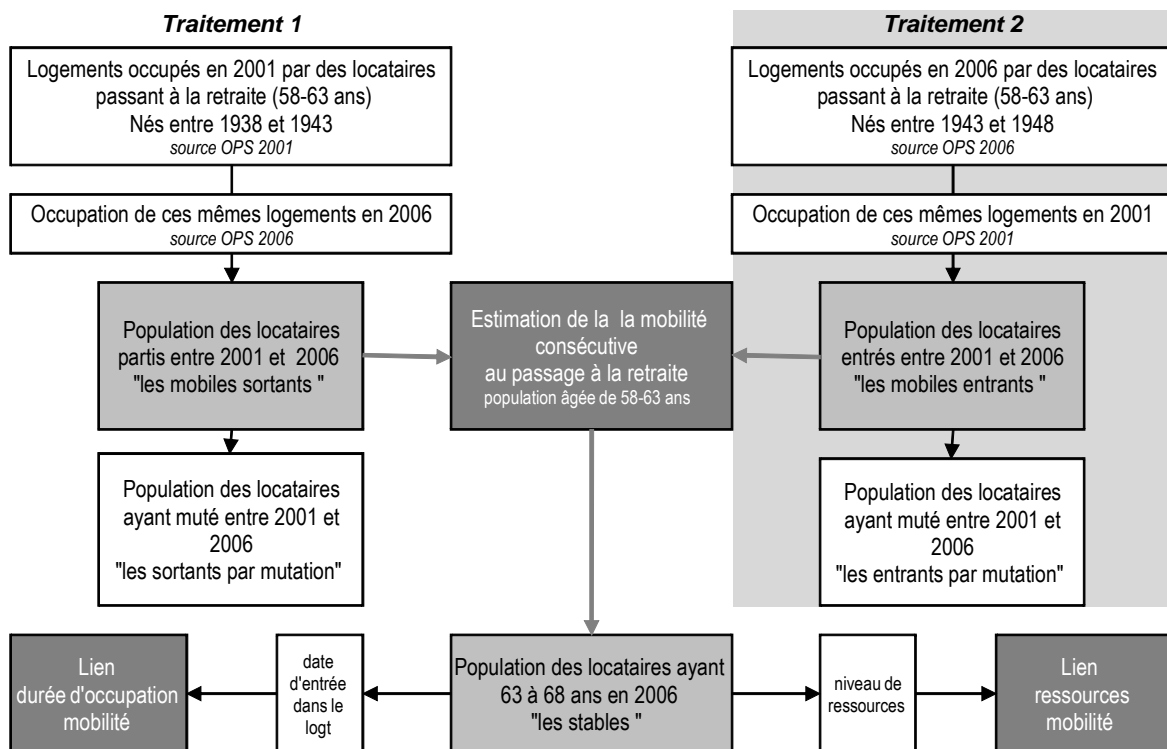 Traitement 1
Logements occupés en 2001 par des locataires
passant à la retraite (58-63 ans)
Nés entre 1938 et 1943
source OPS 2001
Occupation de ces mêmes logements en 2006
source OPS 2006
Population des locataires
partis entre 2001 et 2006
"les mobiles sortants "
Population des locataires
ayant muté entre 2001 et
2006
"les sortants par mutation"
Estimation de la la mobilité
consécutive
au passage à la retraite
population âgée de 58-63 ans
Traitement 2
Logements occupés en 2006 par des locataires
passant à la retraite (58-63 ans)
Nés entre 1943 et 1948
source OPS 2006
Occupation de ces mêmes logements en 2001
source OPS 2001
Population des locataires
entrés entre 2001 et 2006
"les mobiles entrants "
Population des locataires
ayant muté entre 2001 et
2006
"les entrants par mutation"
Lien
durée d'occupation
mobilité
date
d'entrée
dans le
logt
Population des locataires ayant
63 à 68 ans en 2006
"les stables "
niveau de
ressources
Lien
ressources
mobilité